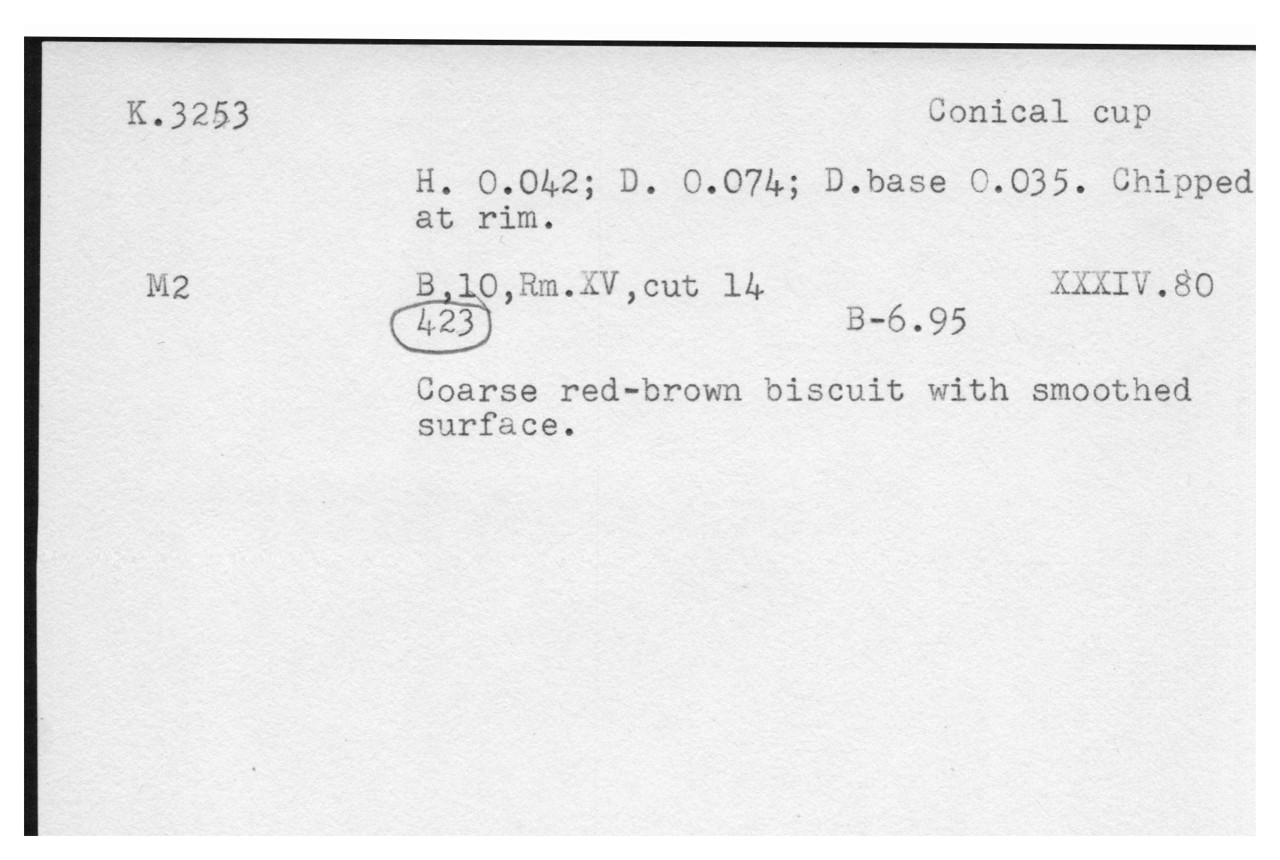 K.3253 Conical cup
H. 0.042; D. 0.074; D.base 0.035. Chipped
at rim.
M2 B,10,Rm.XV,cut 14 XXXIV.80
423 B-6.95
Coarse red-brown biscuit with smoothed
surface.